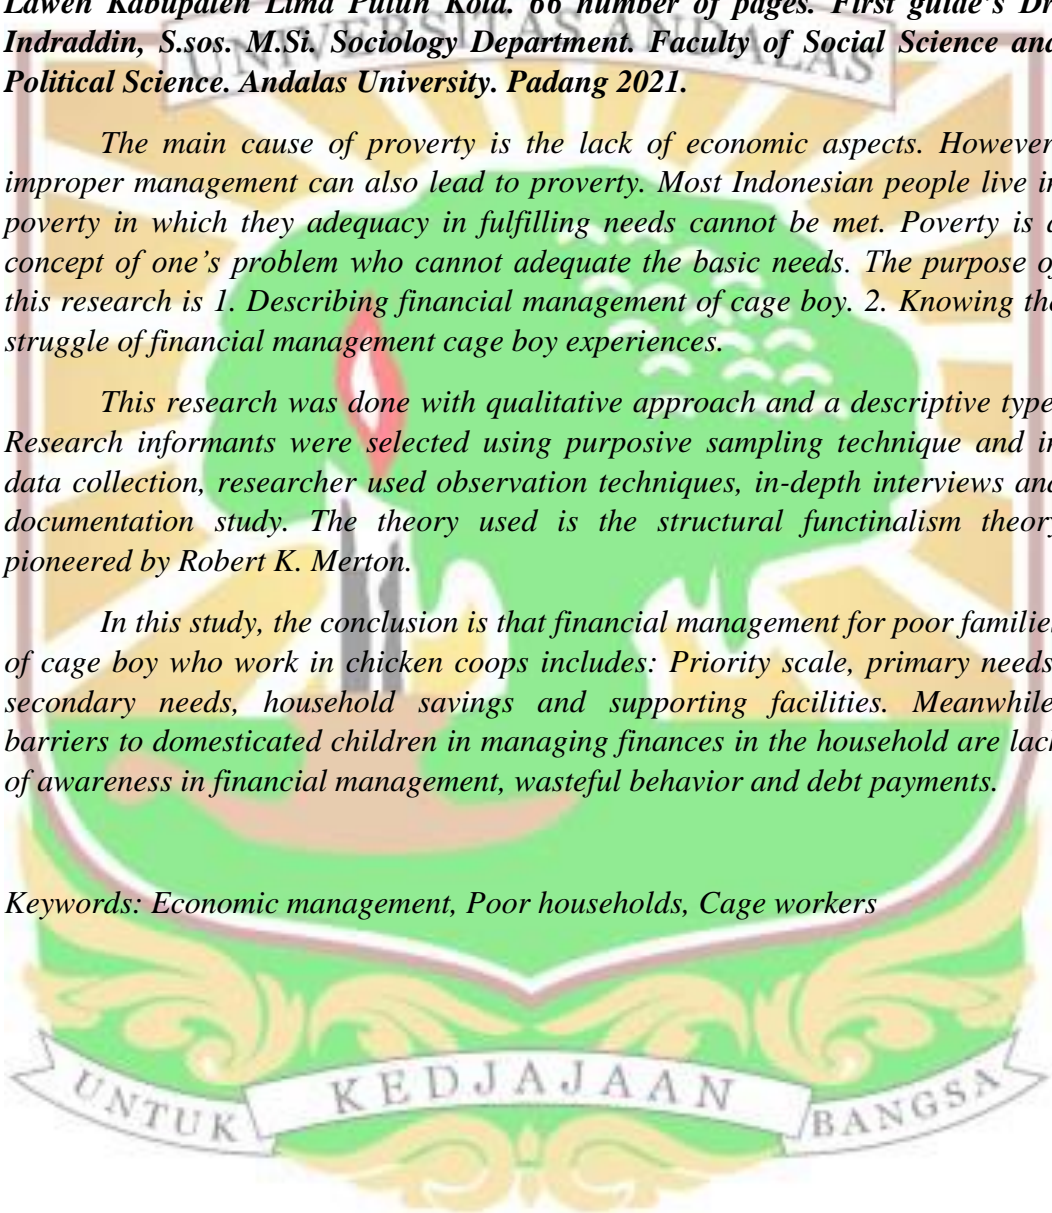 Laweh Kabupaten Lima Puluh Kota. 66 number of pages. First guide's Dr
Indraddin, S.sos. M.Si. Sociology Department. Faculty of Social Science and
Political Science. Andalas University. Padang 2021.
UNIVERSITAS ANDALAS
The main cause of proverty is the lack of economic aspects. However
improper management can also lead to proverty. Most Indonesian people live in
poverty in which they adequacy in fulfilling needs cannot be met. Poverty is a
concept of one's problem who cannot adequate the basic needs. The purpose of
this research is 1. Describing financial management of cage boy. 2. Knowing the
struggle of financial management cage boy experiences.
This research was done with qualitative approach and a descriptive type
Research informants were selected using purposive sampling technique and in
data collection, researcher used observation techniques, in-depth interviews and
documentation study. The theory used is the structural functinalism theory
pioneered by Robert K. Merton.
In this study, the conclusion is that financial management for poor families
of cage boy who work in chicken coops includes: Priority scale, primary needs,
secondary needs, household savings and supporting facilities. Meanwhile,
barriers to domesticated children in managing finances in the household are lack
of awareness in financial management, wasteful behavior and debt payments.
Keywords: Economic management, Poor households, Cage workers
UNTUK KEDJAJAAN BANGSA